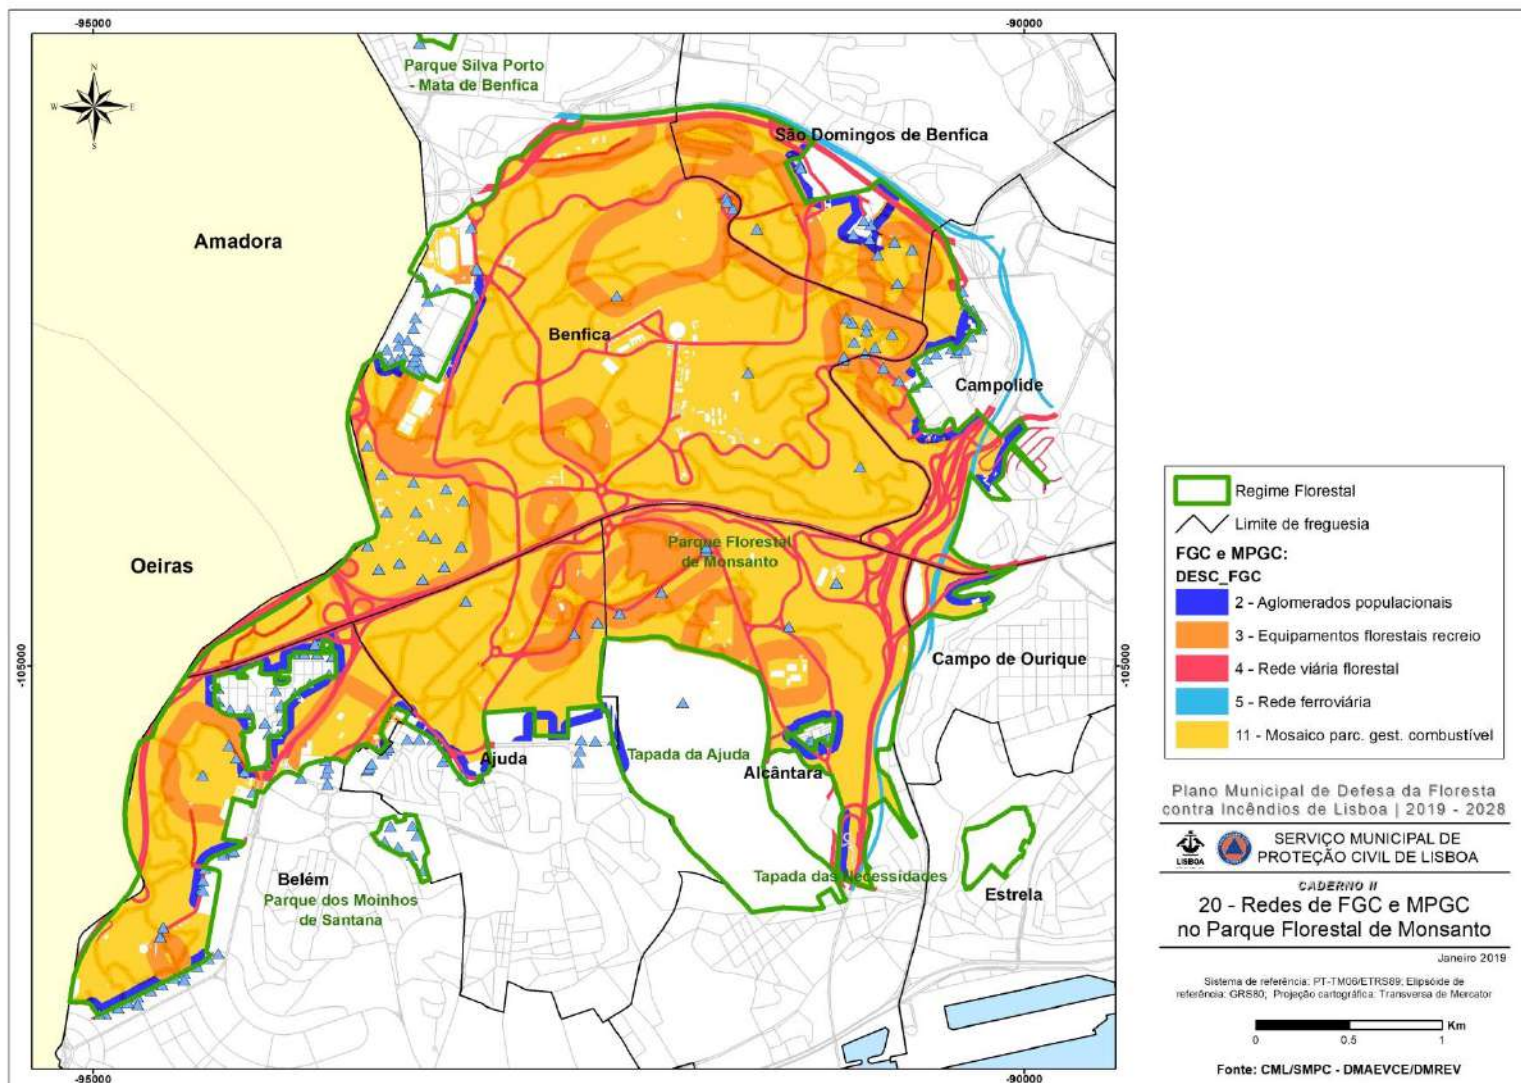 -95000
-90000
N
W
E
S
Parque Silva Porto
- Mata de Benfica
São Domingos de Benfica
Amadora
Benfica
Campolide
Parque Florestal
de Monsanto
Oeiras
Campo de Ourique
-105000
-105000
Ajuda
Tapada da Ajuda
Alcântara
Belém
Parque dos Moinhos
de Santana
Tapada das Necessidades
Estrela
-95000
-90000
Regime Florestal
Limite de freguesia
FGC e MPGC:
DESC_FGC
2 - Aglomerados populacionais
3 - Equipamentos florestais recreio
4 - Rede viária florestal
5 - Rede ferroviária
11 - Mosaico parc. gest. combustível
Plano Municipal de Defesa da Floresta
contra Incêndios de Lisboa | 2019 - 2028
LISBOA
SERVIÇO MUNICIPAL DE
PROTEÇÃO CIVIL DE LISBOA
CADERNO II
20 - Redes de FGC e MPGC
no Parque Florestal de Monsanto
Janeiro 2019
Sistema de referência: PT-TM06/ETRS89; Elipsóide de
referência: GRS80; Projeção cartográfica: Transversa de Mercator
Km
0 0.5 1
Fonte: CML/SMPC - DMAEVCE/DMREV